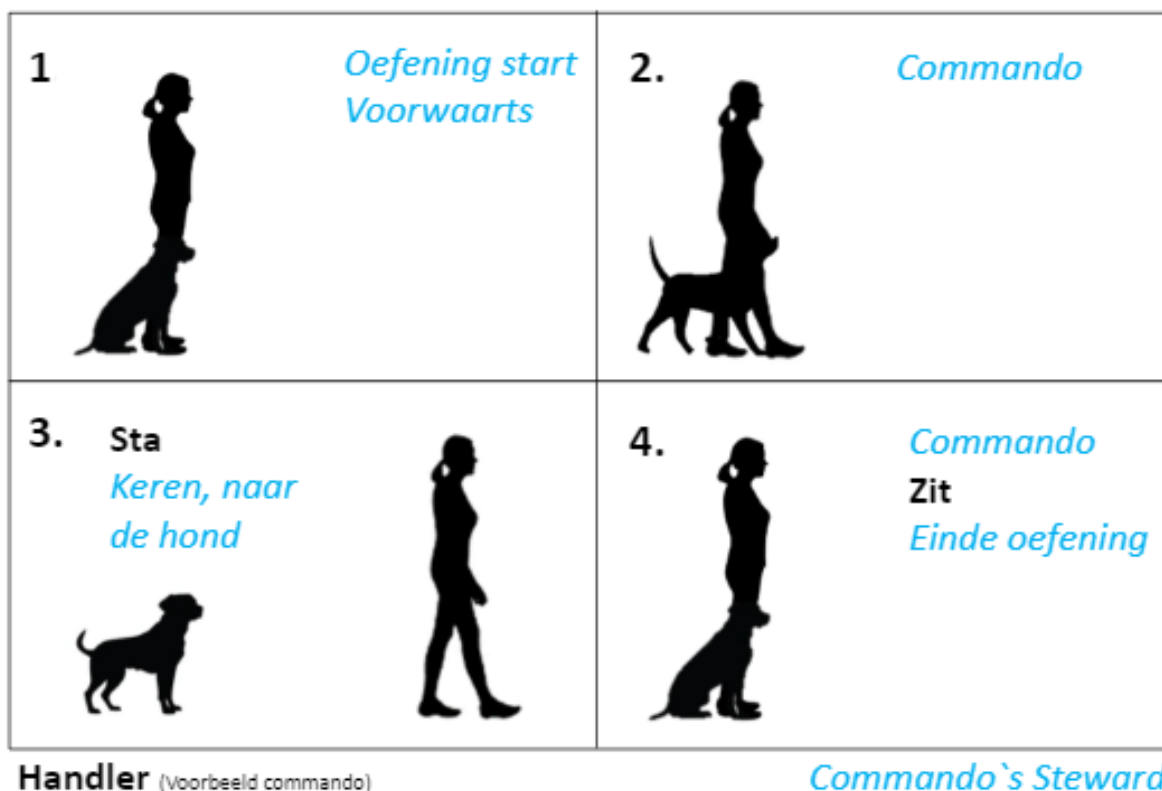 1
Oefening start
Voorwaarts
2.
Commando
3.
Sta
Keren, naar
de hond
4.
Commando
Zit
Einde oefening
Handler (Voorbeeld commando)
Commando`s Steward